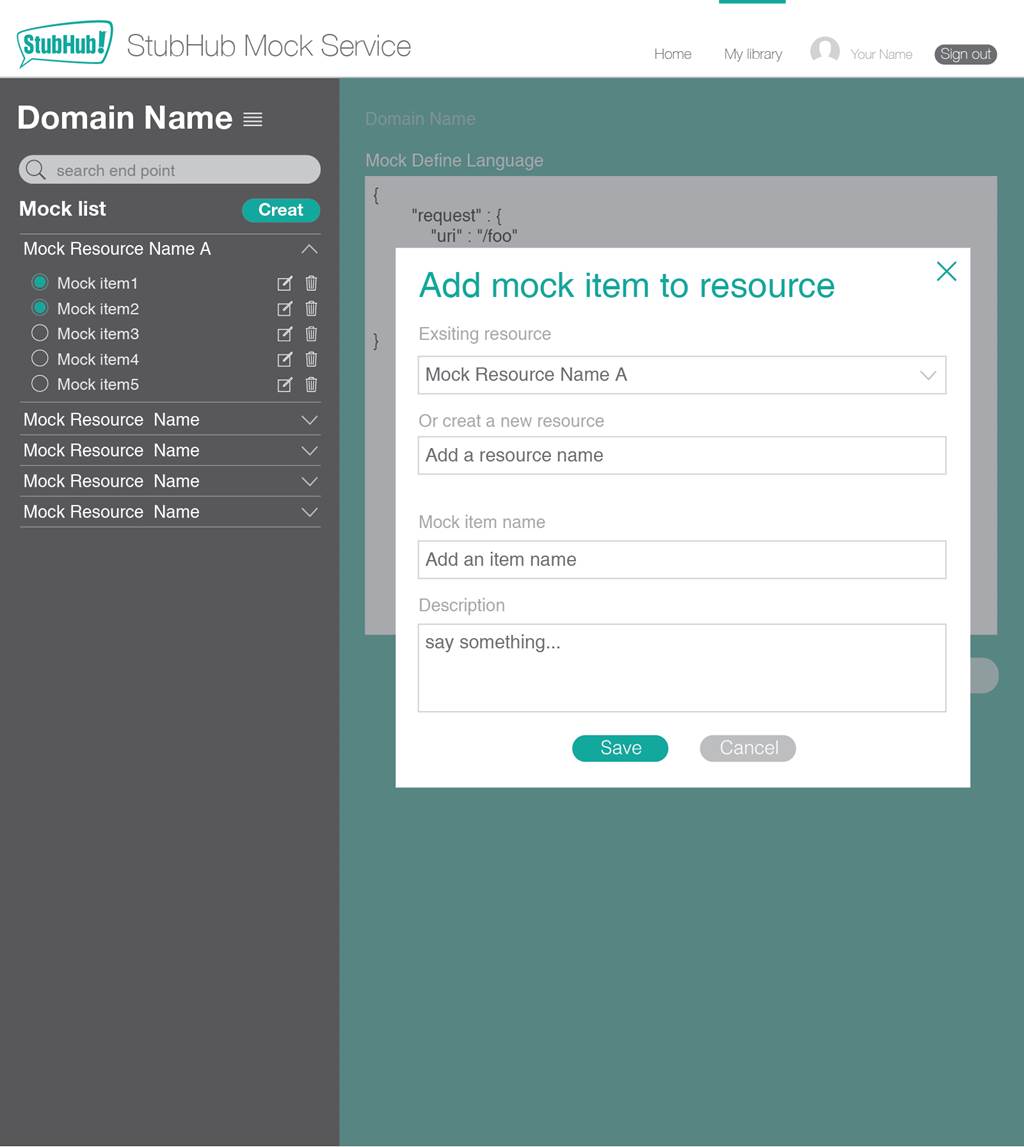 StubHub!
StubHub Mock Service
Home
My library
Your Name
Sign out
Domain Name
search end point
Mock list
Creat
Mock Resource Name A
Mock item1
Mock item2
Mock item3
Mock item4
Mock item5
Mock Resource  Name
Mock Resource  Name
Mock Resource  Name
Mock Resource  Name
Domain Name
Mock Define Language
{
"request" : {
"uri" : "/foo"
}
Add mock item to resource
Exsiting resource
Mock Resource Name A
Or creat a new resource
Add a resource name
Mock item name
Add an item name
Description
say something...
Save
Cancel